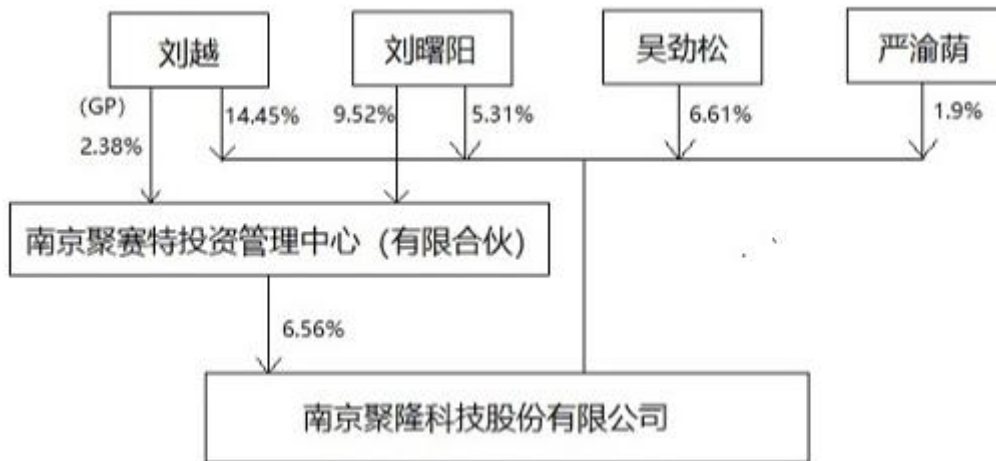 刘越
刘曙阳
吴劲松
严渝荫
(GP)
2.38%
14.45%
9.52%
5.31%
6.61%
1.9%
南京聚赛特投资管理中心（有限合伙）
6.56%
南京聚隆科技股份有限公司